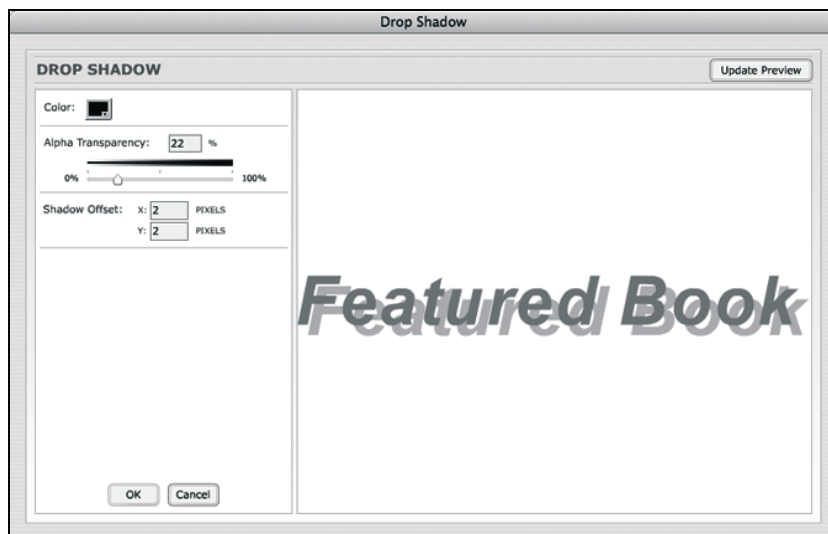 Drop Shadow
DROP SHADOW
Update Preview
Color:
Alpha Transparency: 22 %
0% 100%
Shadow Offset: X: 2 PIXELS
Y: 2 PIXELS
Featured Book
OK Cancel